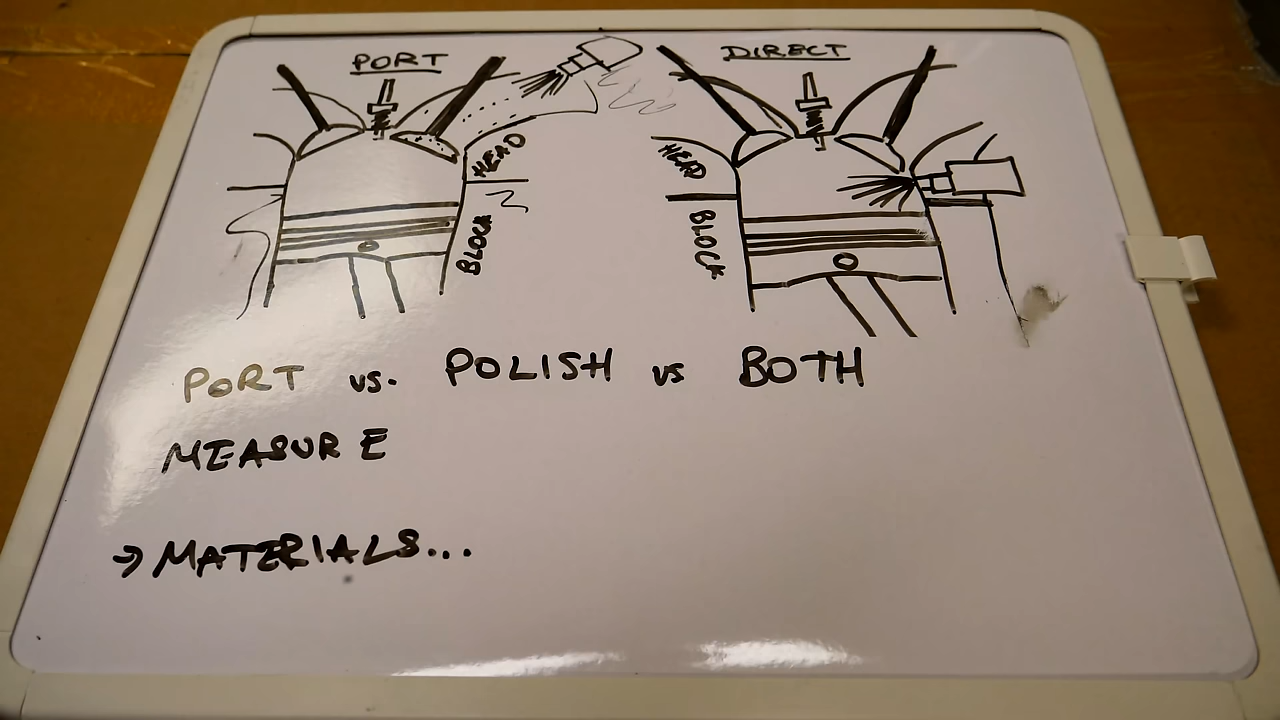 PORT
DIRECT
HEAD
BLOCK
HEAD
BLOCK
PORT vs. POLISH vs BOTH
MEASURE
→ MATERIALS...